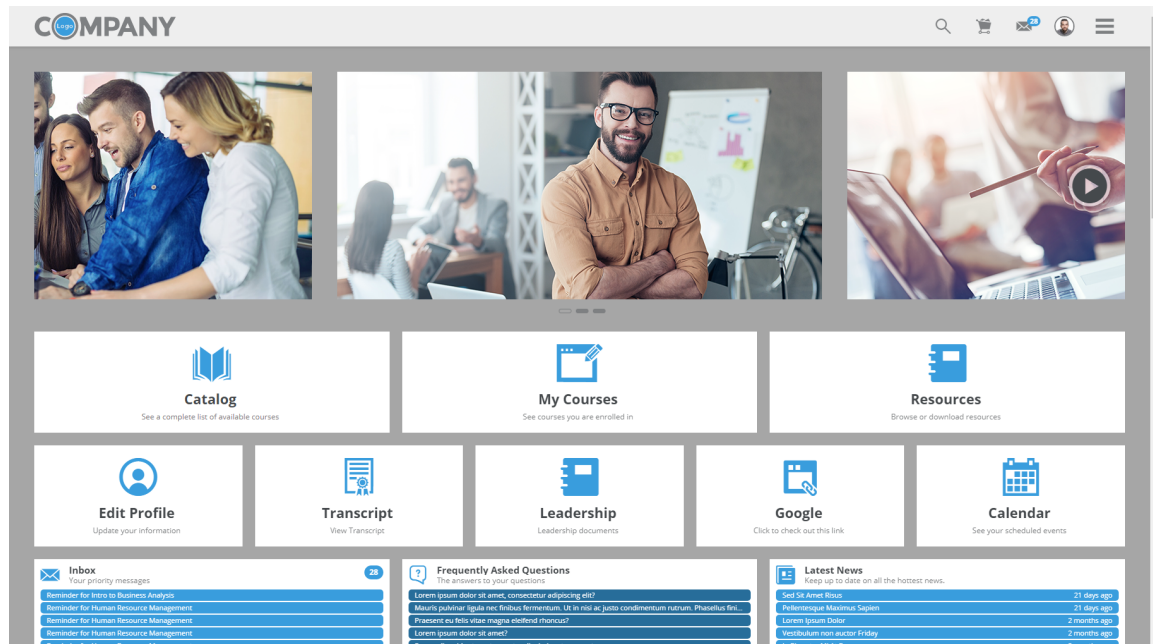 COMPANY
Logo
28
Catalog
See a complete list of available courses
My Courses
See courses you are enrolled in
Resources
Browse or download resources
Edit Profile
Update your information
Transcript
View Transcript
Leadership
Leadership documents
Google
Click to check out this link
Calendar
See your scheduled events
Inbox
Your priority messages
28
Reminder for Intro to Business Analysis
Reminder for Human Resource Management
Reminder for Human Resource Management
Reminder for Human Resource Management
Frequently Asked Questions
The answers to your questions
Lorem ipsum dolor sit amet, consectetur adipiscing elit?
Mauris pulvinar ligula nec finibus fermentum. Ut in nisi ac justo condimentum rutrum. Phasellus fini...
Praesent eu felis vitae magna eleifend rhoncus?
Lorem ipsum dolor sit amet?
Latest News
Keep up to date on all the hottest news.
Sed Sit Amet Risus 21 days ago
Pellentesque Maximus Sapien 21 days ago
Lorem Ipsum Dolor 2 months ago
Vestibulum non auctor Friday 2 months ago